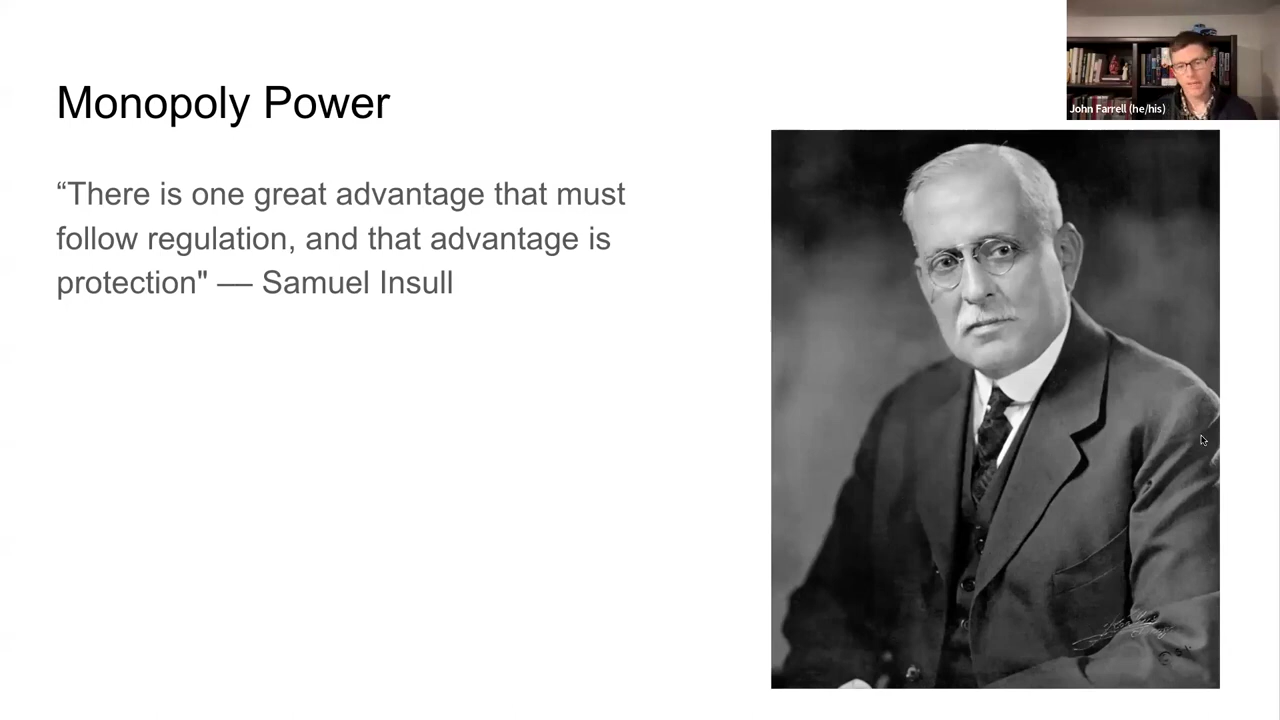 John Farrell (he/his)
Monopoly Power
“There is one great advantage that must
follow regulation, and that advantage is
protection" — Samuel Insull